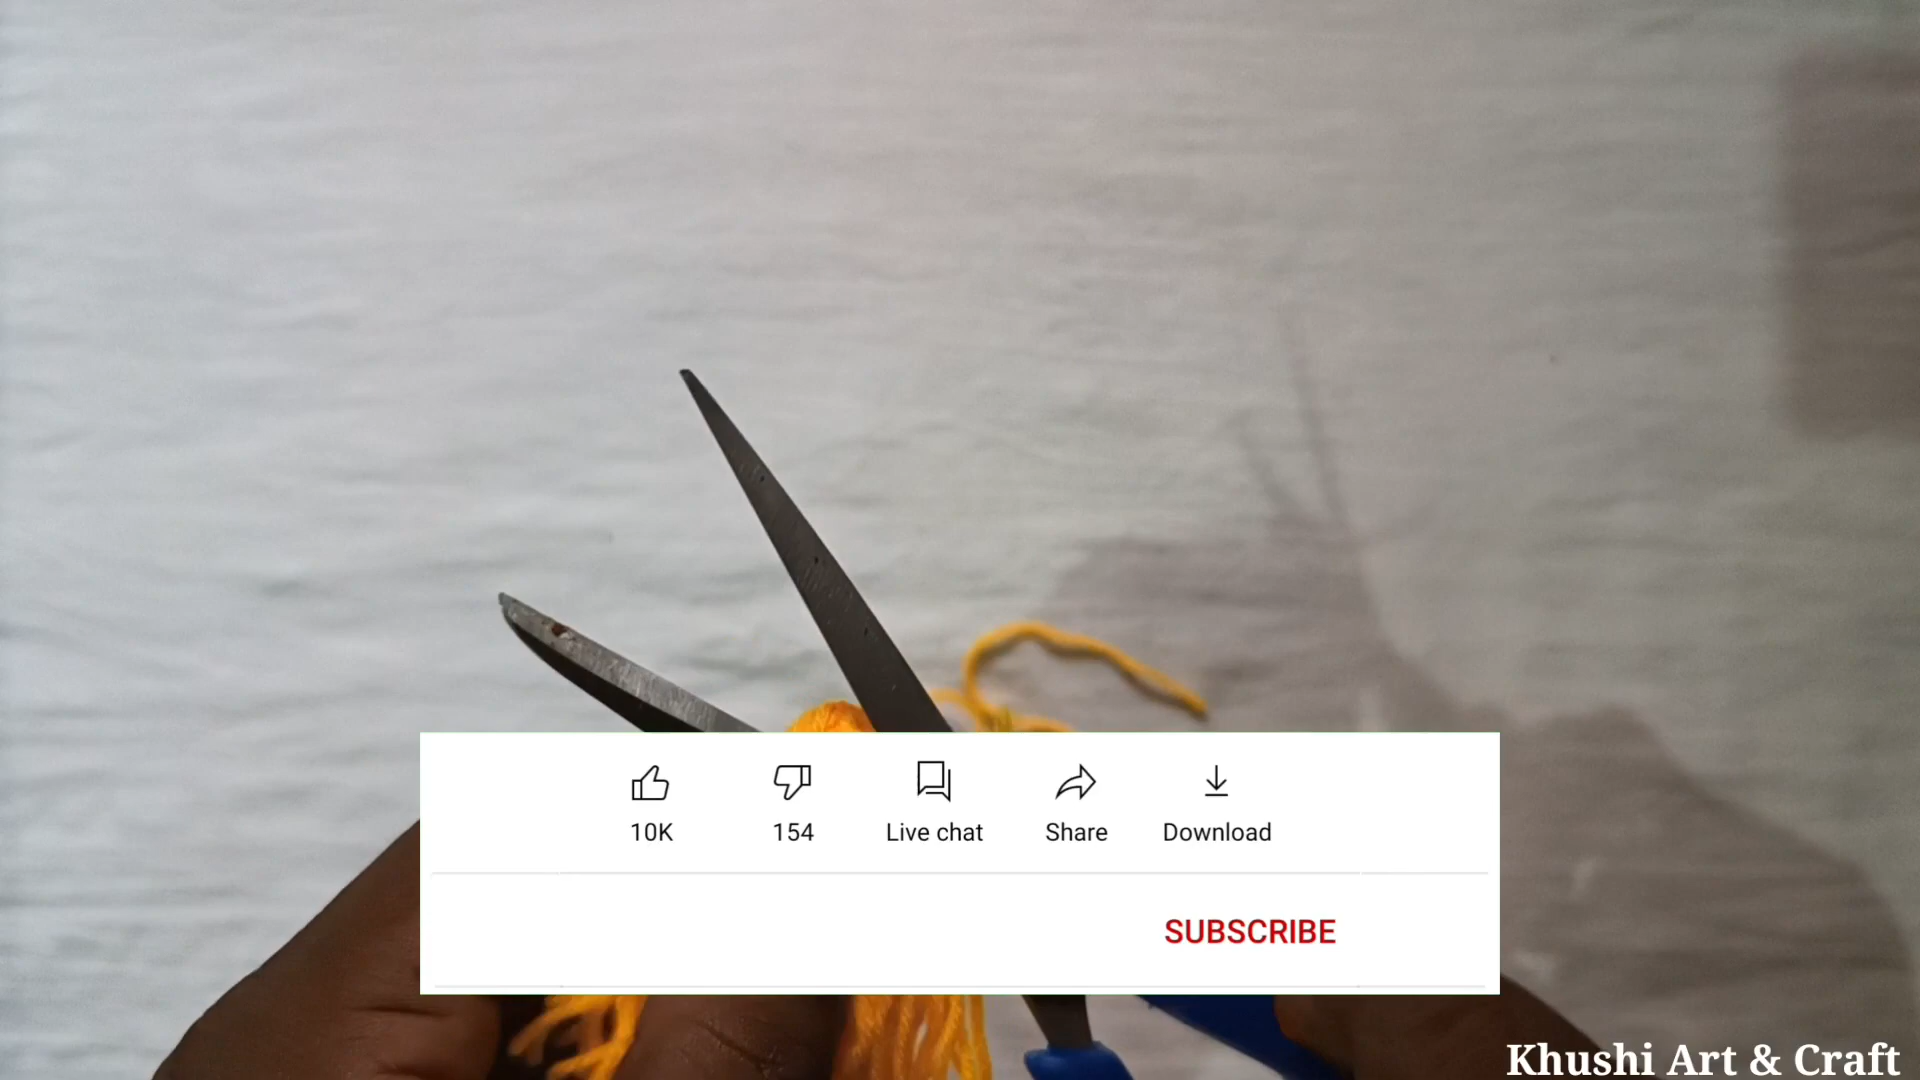 10K
154
Live chat
Share
Download
SUBSCRIBE
Khushi Art & Craft